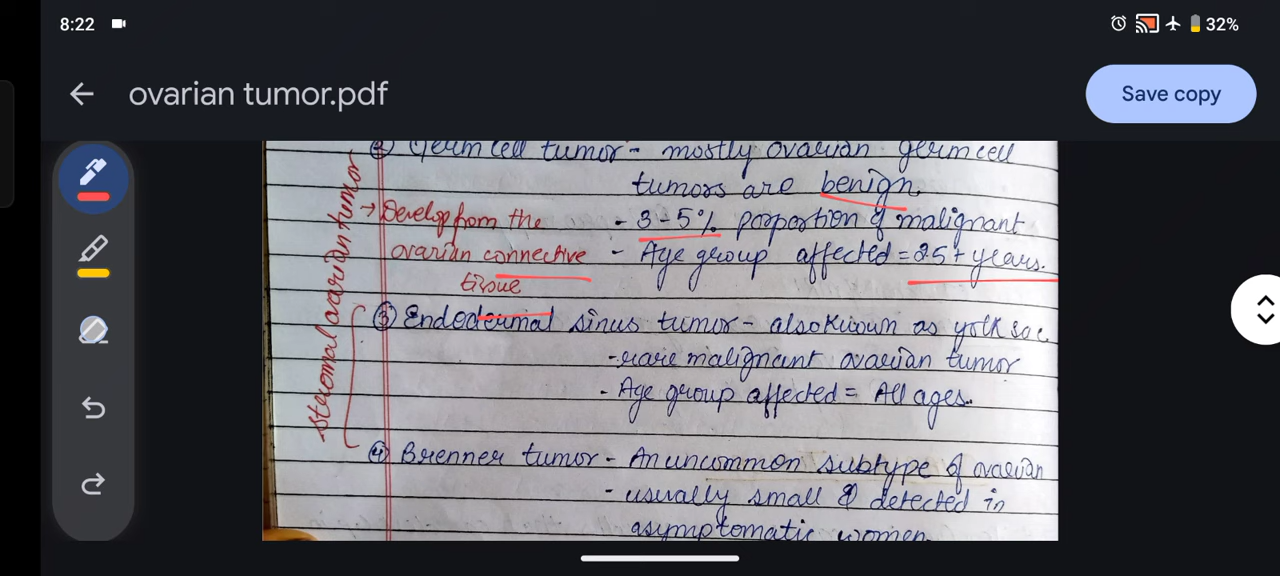 8:22
32%
ovarian tumor.pdf
Save copy
② Germ cell tumor - mostly ovarian germ cell
tumors are benign.
→ Develop from the
ovarian connective
tissue
- 3-5% porportion of malignant
- Age group affected = 25+ years.
stromal ovarian tumor
③ Endodermal sinus tumor - also known as yolk sac
- rare malignant ovarian tumor
- Age group affected = All ages.
④ Brenner tumor - An uncommon subtype of ovarian
- usually small & detected in
asymptomatic women.